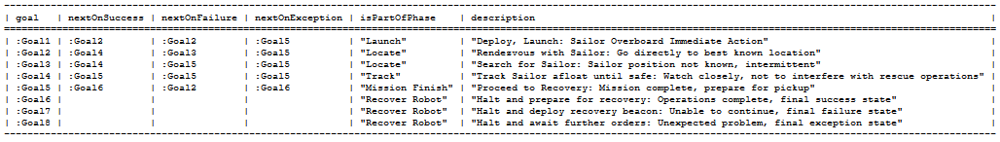 | goal | nextOnSuccess | nextOnFailure | nextOnException | isPartOfPhase | description |
| :Goal1 | :Goal2 | :Goal2 | :Goal5 | "Launch" | "Deploy, Launch: Sailor Overboard Immediate Action" |
| :Goal2 | :Goal4 | :Goal3 | :Goal5 | "Locate" | "Rendezvous with Sailor: Go directly to best known location" |
| :Goal3 | :Goal4 | :Goal5 | :Goal5 | "Locate" | "Search for Sailor: Sailor position not known, intermittent" |
| :Goal4 | :Goal5 | :Goal5 | :Goal5 | "Track" | "Track Sailor afloat until safe: Watch closely, not to interfere with rescue operations" |
| :Goal5 | :Goal6 | :Goal2 | :Goal6 | "Mission Finish" | "Proceed to Recovery: Mission complete, prepare for pickup" |
| :Goal6 | | | | "Recover Robot" | "Halt and prepare for recovery: Operations complete, final success state" |
| :Goal7 | | | | "Recover Robot" | "Halt and deploy recovery beacon: Unable to continue, final failure state" |
| :Goal8 | | | | "Recover Robot" | "Halt and await further orders: Unexpected problem, final exception state" |